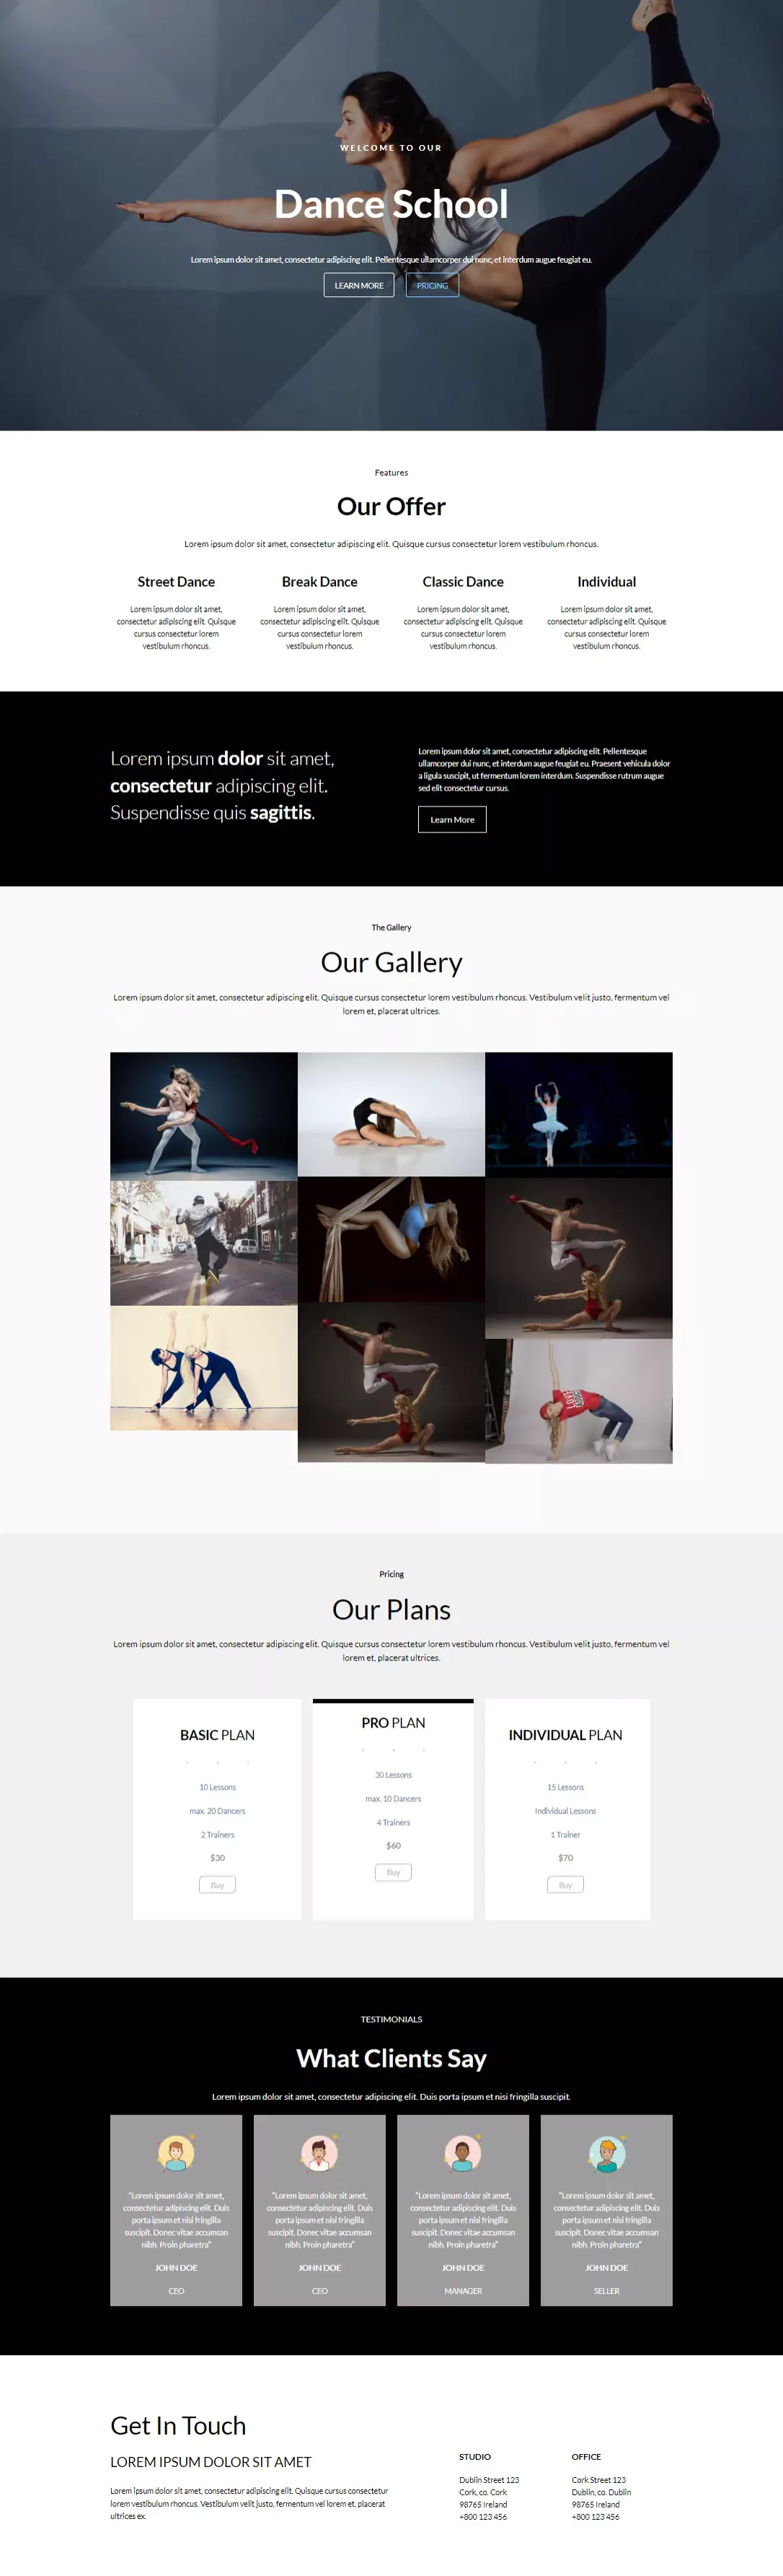 WELCOME TO OUR
Dance School
Lorem ipsum dolor sit amet, consectetur adipiscing elit. Pellentesque ullamcorper dui nunc, et interdum augue feugiat eu.
LEARN MORE
PRICING
Features
Our Offer
Lorem ipsum dolor sit amet, consectetur adipiscing elit. Quisque cursus consectetur lorem vestibulum rhoncus.
Street Dance
Lorem ipsum dolor sit amet,
consectetur adipiscing elit. Quisque
cursus consectetur lorem
vestibulum rhoncus.
Break Dance
Lorem ipsum dolor sit amet,
consectetur adipiscing elit. Quisque
cursus consectetur lorem
vestibulum rhoncus.
Classic Dance
Lorem ipsum dolor sit amet,
consectetur adipiscing elit. Quisque
cursus consectetur lorem
vestibulum rhoncus.
Individual
Lorem ipsum dolor sit amet,
consectetur adipiscing elit. Quisque
cursus consectetur lorem
vestibulum rhoncus.
Lorem ipsum dolor sit amet,
consectetur adipiscing elit.
Suspendisse quis sagittis.
Lorem ipsum dolor sit amet, consectetur adipiscing elit. Pellentesque
ullamcorper dui nunc, et interdum augue feugiat eu. Praesent vehicula dolor
a ligula suscipit, ut fermentum lorem interdum. Suspendisse rutrum augue
sed elit consectetur cursus.
Learn More
The Gallery
Our Gallery
Lorem ipsum dolor sit amet, consectetur adipiscing elit. Quisque cursus consectetur lorem vestibulum rhoncus. Vestibulum velit justo, fermentum vel
lorem et, placerat ultrices.
Pricing
Our Plans
Lorem ipsum dolor sit amet, consectetur adipiscing elit. Quisque cursus consectetur lorem vestibulum rhoncus. Vestibulum velit justo, fermentum vel
lorem et, placerat ultrices.
BASIC PLAN
10 Lessons
max. 20 Dancers
2 Trainers
$30
Buy
PRO PLAN
30 Lessons
max. 10 Dancers
4 Trainers
$60
Buy
INDIVIDUAL PLAN
15 Lessons
Individual Lessons
1 Trainer
$70
Buy
TESTIMONIALS
What Clients Say
Lorem ipsum dolor sit amet, consectetur adipiscing elit. Duis porta ipsum et nisi fringilla suscipit.
"Lorem ipsum dolor sit amet,
consectetur adipiscing elit. Duis
porta ipsum et nisi fringilla
suscipit. Donec vitae accumsan
nibh. Proin pharetra"
JOHN DOE
CEO
"Lorem ipsum dolor sit amet,
consectetur adipiscing elit. Duis
porta ipsum et nisi fringilla
suscipit. Donec vitae accumsan
nibh. Proin pharetra"
JOHN DOE
CEO
"Lorem ipsum dolor sit amet,
consectetur adipiscing elit. Duis
porta ipsum et nisi fringilla
suscipit. Donec vitae accumsan
nibh. Proin pharetra"
JOHN DOE
MANAGER
"Lorem ipsum dolor sit amet,
consectetur adipiscing elit. Duis
porta ipsum et nisi fringilla
suscipit. Donec vitae accumsan
nibh. Proin pharetra"
JOHN DOE
SELLER
Get In Touch
LOREM IPSUM DOLOR SIT AMET
Lorem ipsum dolor sit amet, consectetur adipiscing elit. Quisque cursus consectetur
lorem vestibulum rhoncus. Vestibulum velit justo, fermentum vel lorem et, placerat
ultrices ex.
STUDIO
Dublin Street 123
Cork, co. Cork
98765 Ireland
+800 123 456
OFFICE
Cork Street 123
Dublin, co. Dublin
98765 Ireland
+800 123 456